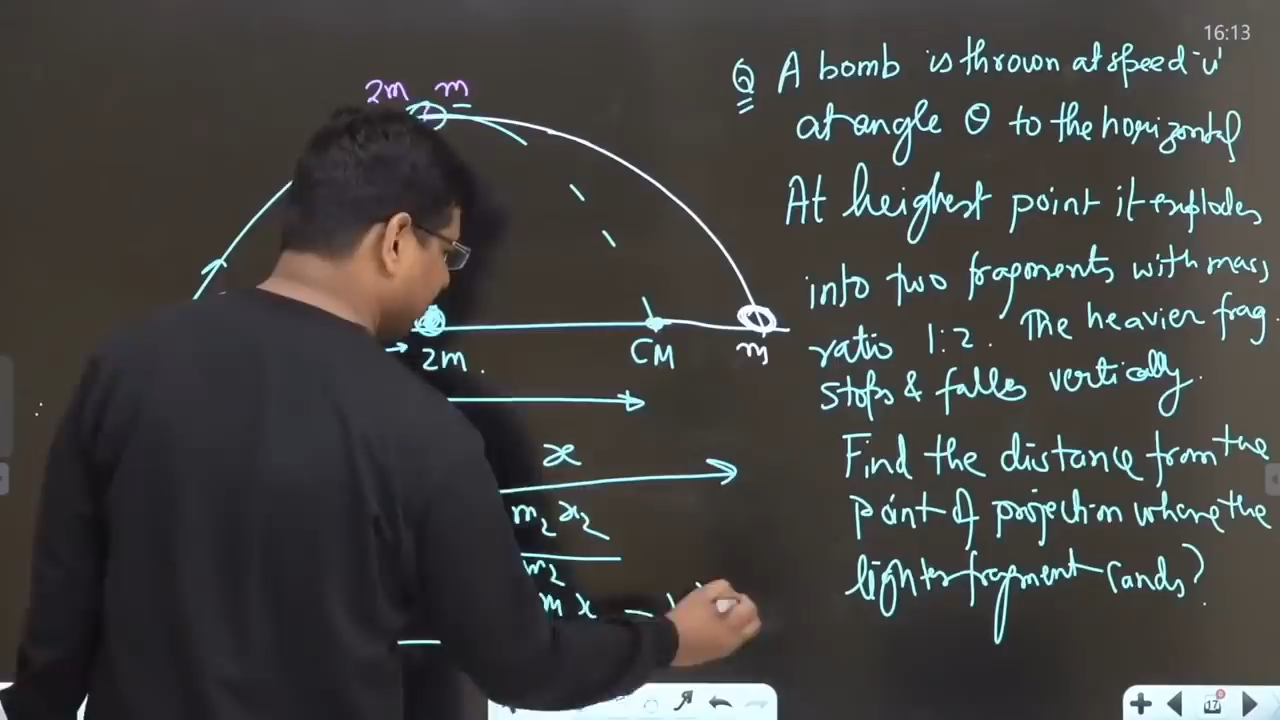 16:13
Q A bomb is thrown at speed 'u'
at angle θ to the horizontal
At heighest point it explodes
into two fragments with mass
ratio 1:2. The heavier frag.
stops & falls vertically.
Find the distance from the
point of projection where the
lighter fragment lands?
2m m
2m. CM m
x
m₂x₂
m₂
m x
17